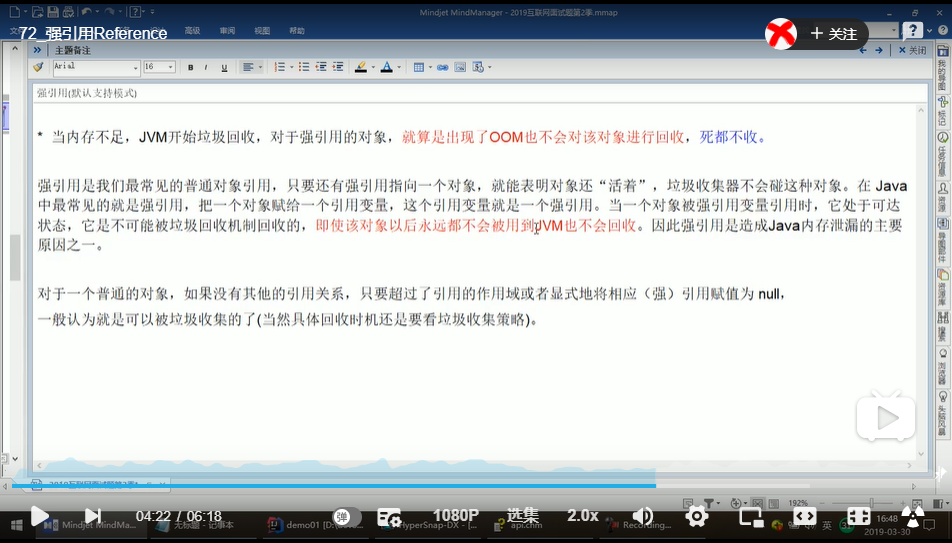 Mindjet MindManager - 2019互联网面试题第2季.mmap
72_强引用Reference
+ 关注
高级 审阅 视图 帮助
主题备注
关闭
Arial 16 B I U
强引用(默认支持模式)
* 当内存不足，JVM开始垃圾回收，对于强引用的对象，就算是出现了OOM也不会对该对象进行回收，死都不收。
强引用是我们最常见的普通对象引用，只要还有强引用指向一个对象，就能表明对象还“活着”，垃圾收集器不会碰这种对象。在 Java
中最常见的就是强引用，把一个对象赋给一个引用变量，这个引用变量就是一个强引用。当一个对象被强引用变量引用时，它处于可达
状态，它是不可能被垃圾回收机制回收的，即使该对象以后永远都不会被用到JVM也不会回收。因此强引用是造成Java内存泄漏的主要
原因之一。
对于一个普通的对象，如果没有其他的引用关系，只要超过了引用的作用域或者显式地将相应（强）引用赋值为 null，
一般认为就是可以被垃圾收集的了(当然具体回收时机还是要看垃圾收集策略)。
我的导图
标记
任务信息
资源
导图部件
资源库
搜索
浏览器
头脑风暴
2019互联网面试题第2季
192%
04:22 / 06:18
弹
1080P 选集 2.0x
Mindjet MindMa...
无标题 - 记事本
demo01
HyperSnap-DX - [...
api.chm
Recording...
英
16:48
2019-03-30